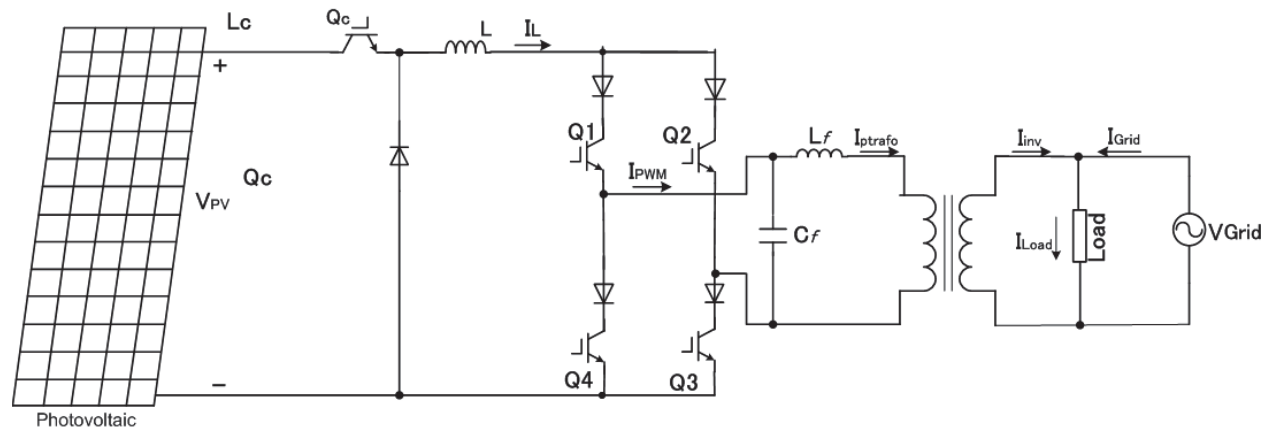 Lc
Qc
L
IL
+
Q1
Q2
Lf
Iptrafo
Iinv
IGrid
Qc
VPV
IPWM
Cf
ILoad
Load
VGrid
−
Q4
Q3
Photovoltaic